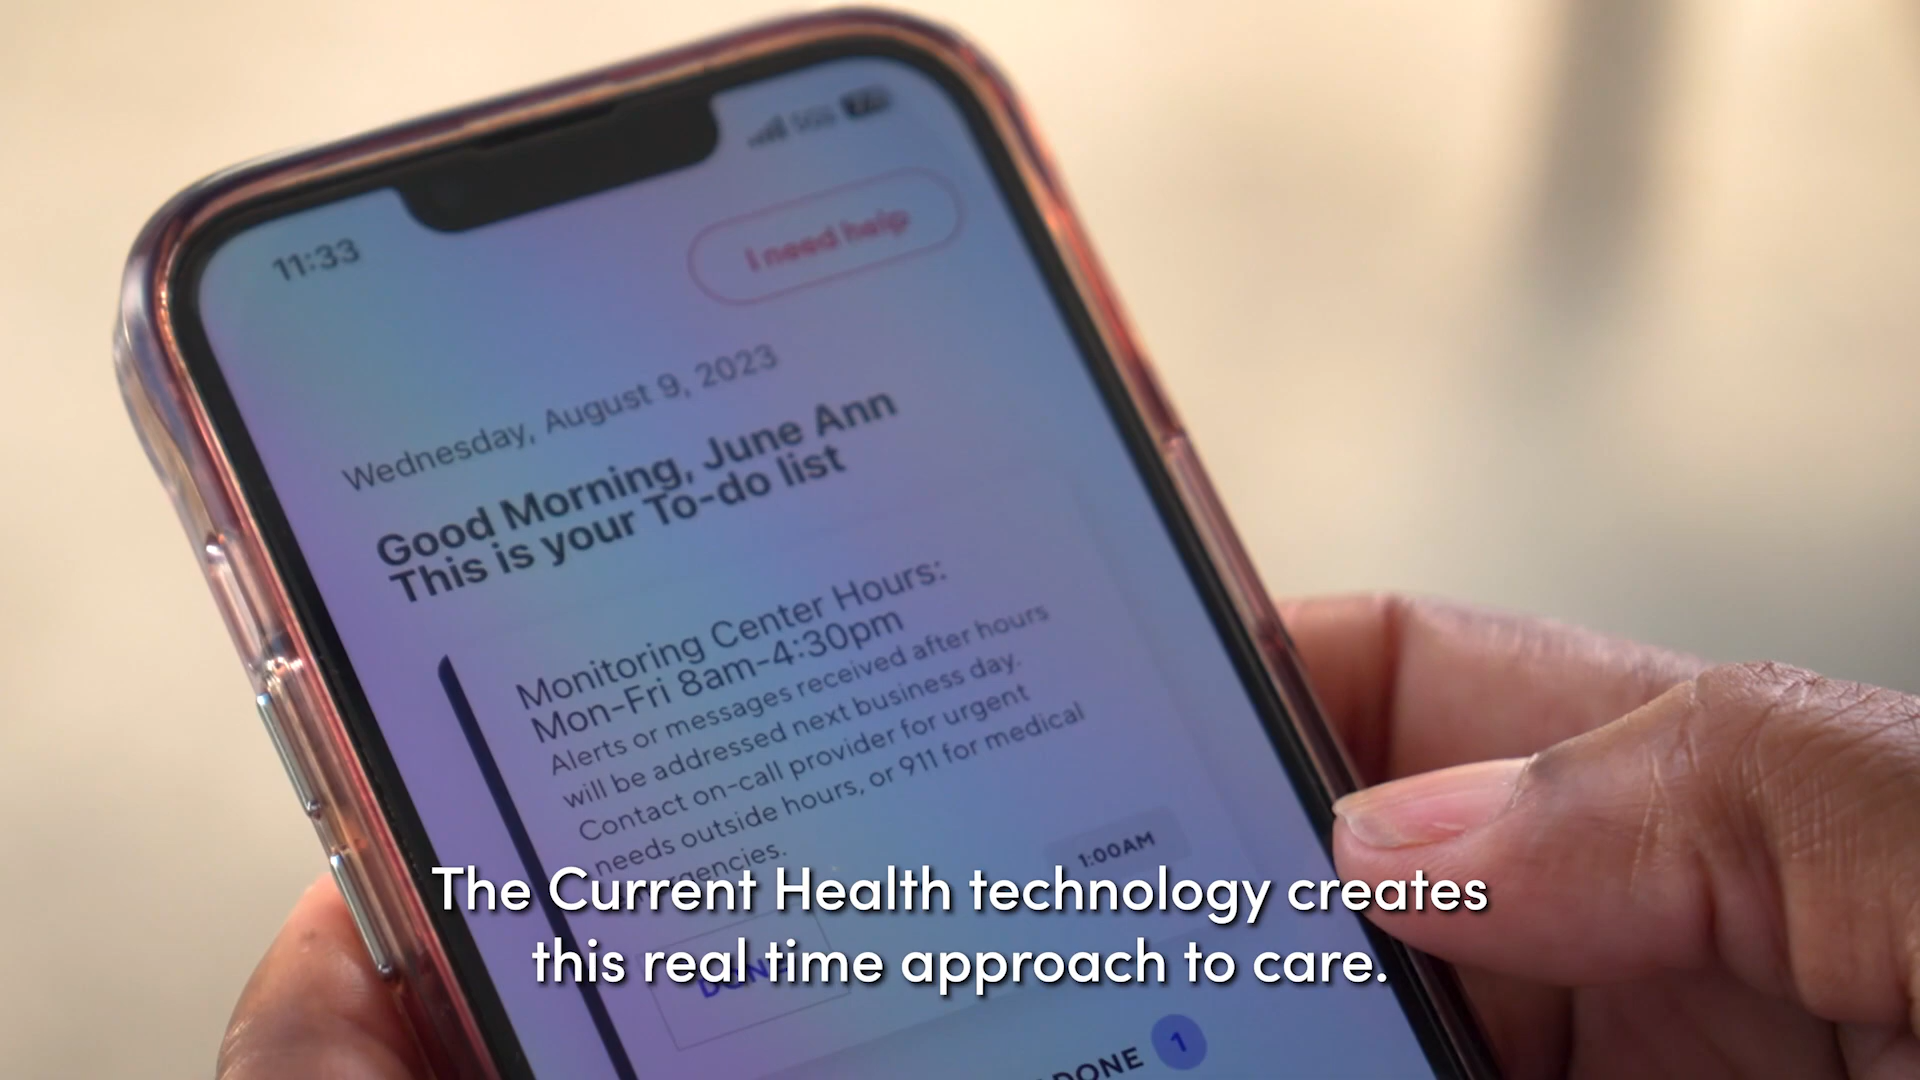 11:33
I need help
Wednesday, August 9, 2023
Good Morning, June Ann
This is your To-do list
Monitoring Center Hours:
Mon-Fri 8am-4:30pm
Alerts or messages received after hours
will be addressed next business day.
Contact on-call provider for urgent
needs outside hours, or 911 for medical
1:00AM
The Current Health technology creates
this real time approach to care.
DONE 1